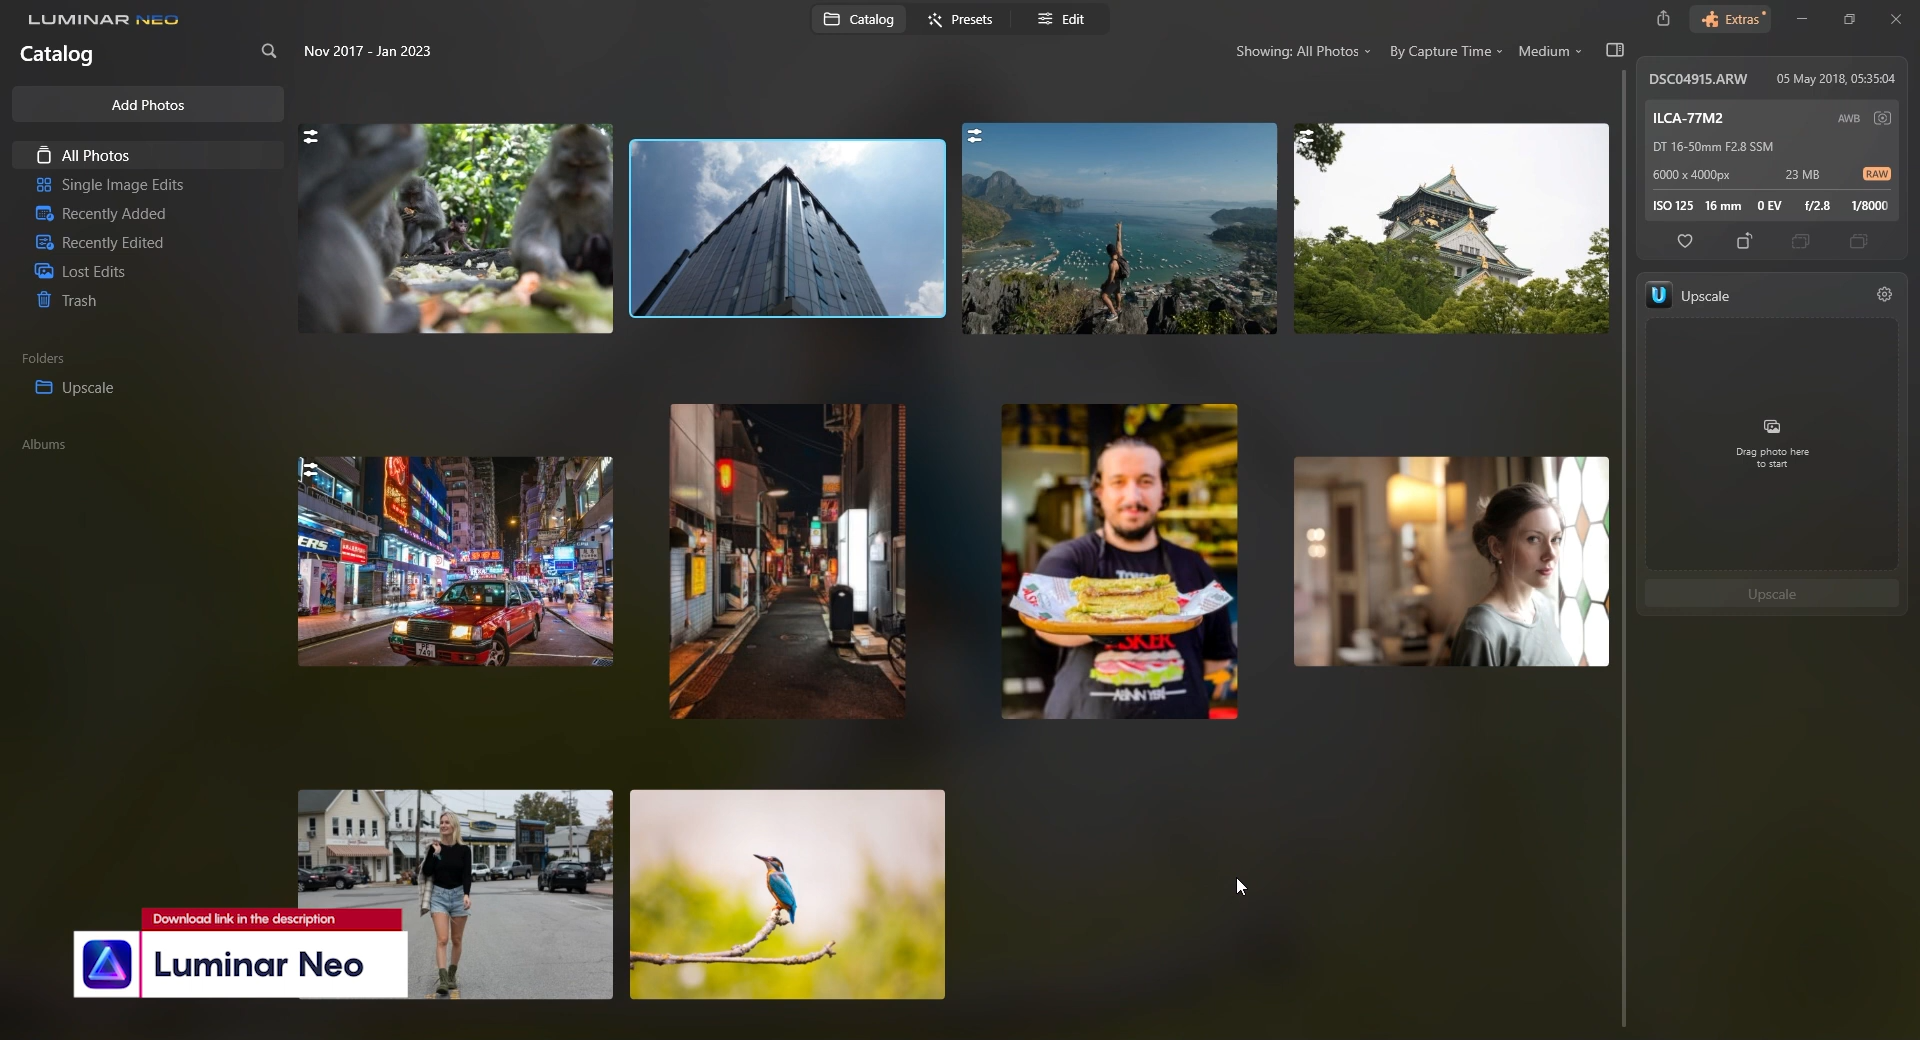 LUMINAR NEO
Catalog
Presets
Edit
Extras
Catalog
Nov 2017 - Jan 2023
Showing: All Photos
By Capture Time
Medium
Add Photos
All Photos
Single Image Edits
Recently Added
Recently Edited
Lost Edits
Trash
Folders
Upscale
Albums
DSC04915.ARW
05 May 2018, 05:35:04
ILCA-77M2
AWB
DT 16-50mm F2.8 SSM
6000 x 4000px
23 MB
RAW
ISO 125
16 mm
0 EV
f/2.8
1/8000
U
Upscale
Drag photo here
to start
Upscale
ERS
Download link in the description
Luminar Neo